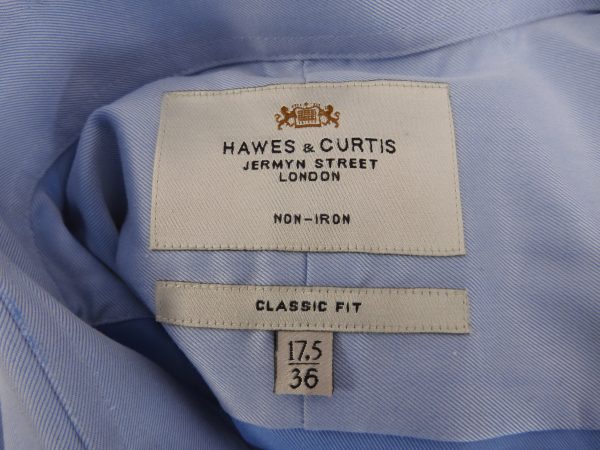 HAWES & CURTIS
JERMYN STREET
LONDON
NON-IRON
CLASSIC FIT
17.5
36